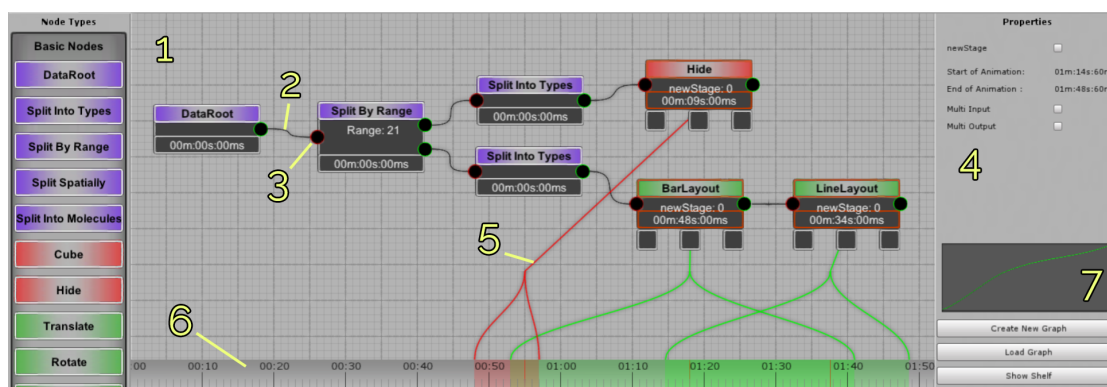 Node Types
Basic Nodes
DataRoot
Split Into Types
Split By Range
Split Spatially
Split Into Molecules
Cube
Hide
Translate
Rotate
1
2
3
4
5
6
7
DataRoot
00m:00s:00ms
Split By Range
Range: 21
00m:00s:00ms
Split Into Types
00m:00s:00ms
Split Into Types
00m:00s:00ms
Hide
newStage: 0
00m:09s:00ms
BarLayout
newStage: 0
00m:48s:00ms
LineLayout
newStage: 0
00m:34s:00ms
:00 00:10 00:20 00:30 00:40 00:50 01:00 01:10 01:20 01:30 01:40 01:50
Properties
newStage
Start of Animation: 01m:14s:60m
End of Animation : 01m:48s:60m
Multi Input
Multi Output
Create New Graph
Load Graph
Show Shelf